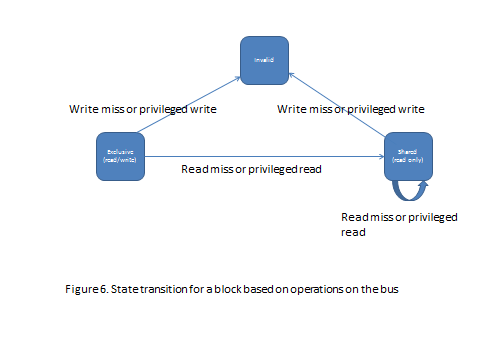 Invalid
Write miss or privileged write
Write miss or privileged write
Exclusive
(read/write)
Shared
(read only)
Read miss or privileged read
Read miss or privileged
read
Figure 6. State transition for a block based on operations on the bus